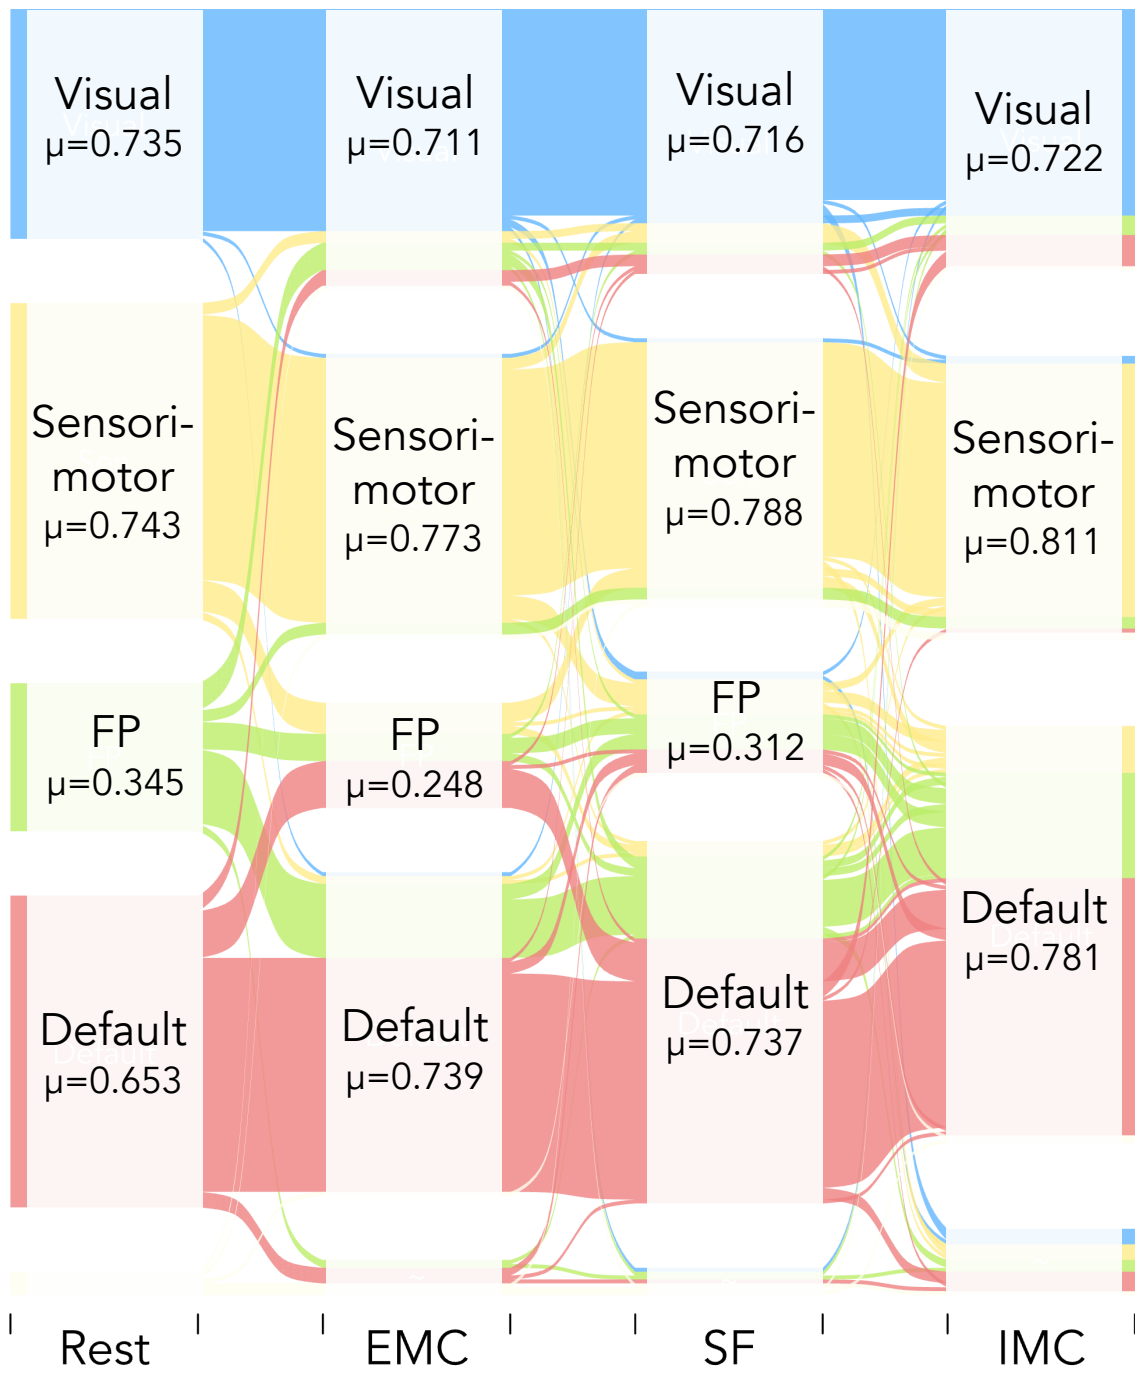 Visual
μ=0.735
Sensori-
motor
μ=0.743
FP
μ=0.345
Default
μ=0.653
Visual
μ=0.711
Sensori-
motor
μ=0.773
FP
μ=0.248
Default
μ=0.739
Visual
μ=0.716
Sensori-
motor
μ=0.788
FP
μ=0.312
Default
μ=0.737
Visual
μ=0.722
Sensori-
motor
μ=0.811
Default
μ=0.781
Rest
EMC
SF
IMC